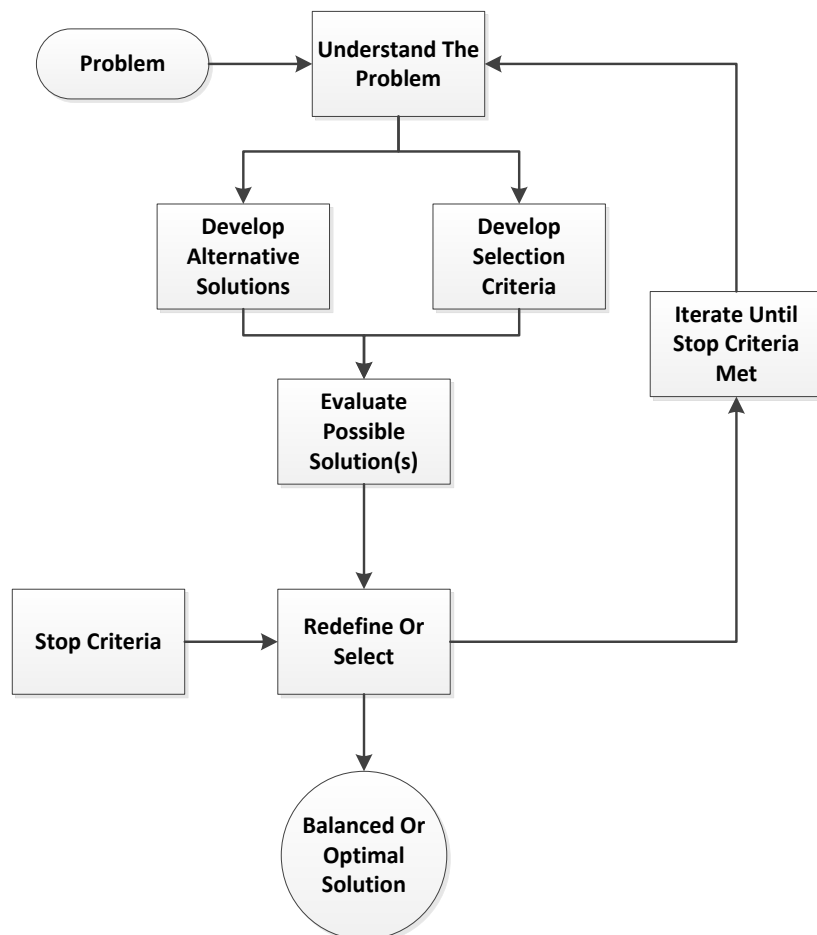 Problem
Understand The
Problem
Develop
Alternative
Solutions
Develop
Selection
Criteria
Iterate Until
Stop Criteria
Met
Evaluate
Possible
Solution(s)
Stop Criteria
Redefine Or
Select
Balanced Or
Optimal
Solution